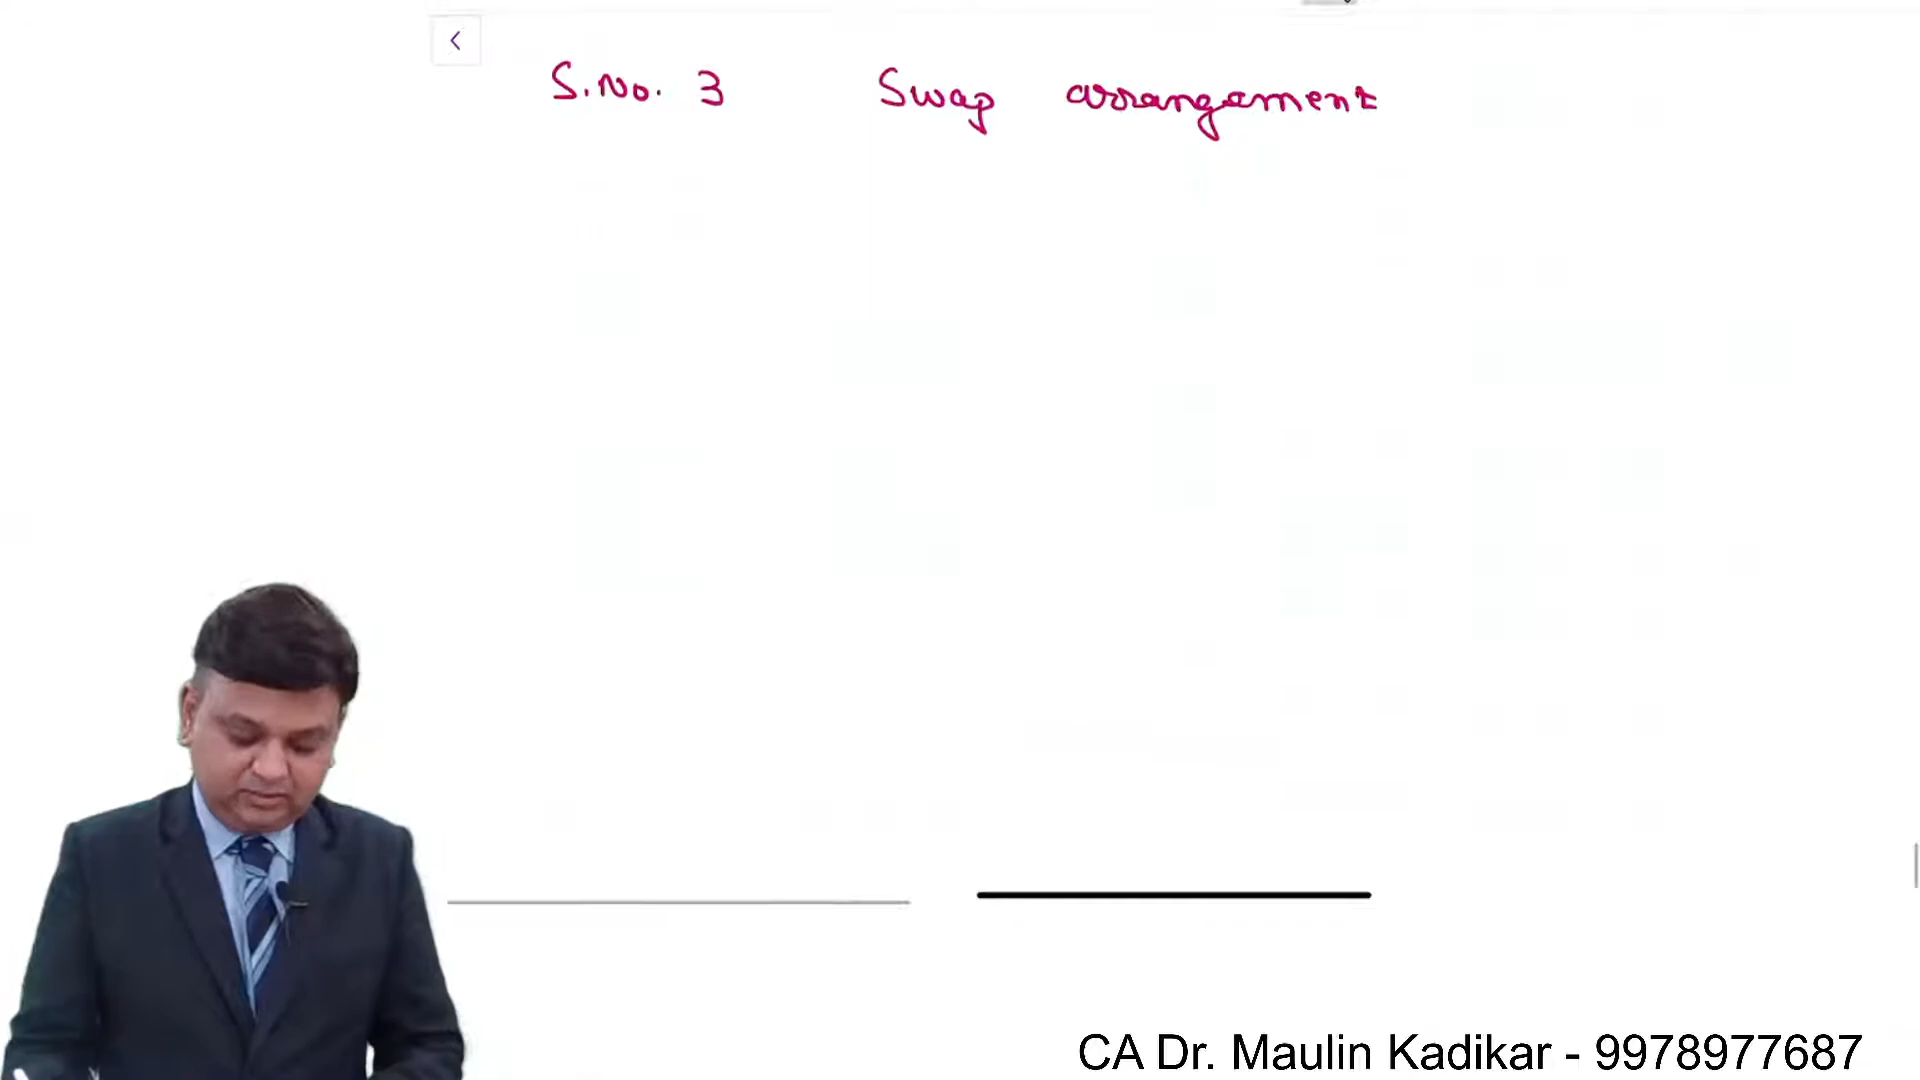 S.No. 3 Swap arrangement
CA Dr. Maulin Kadikar - 9978977687